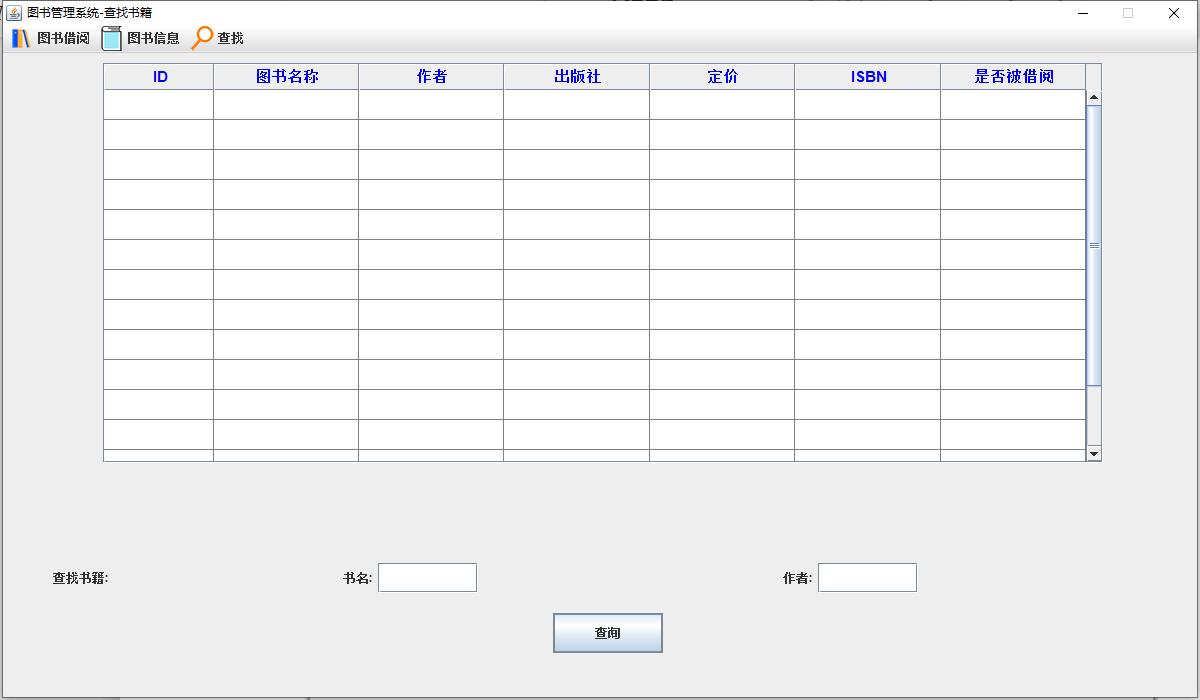 图书管理系统-查找书籍
图书借阅 图书信息 查找
ID 图书名称 作者 出版社 定价 ISBN 是否被借阅
查找书籍: 书名: 作者:
查询